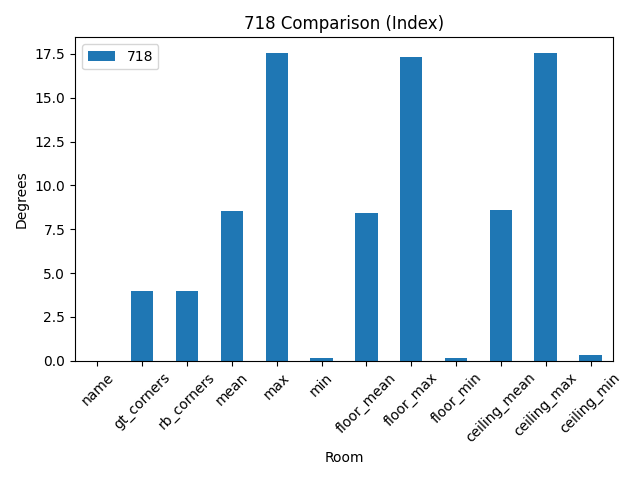 718 Comparison (Index)
718
17.5
15.0
12.5
10.0
7.5
5.0
2.5
0.0
Degrees
name
gt_corners
rb_corners
mean
max
min
floor_mean
floor_max
floor_min
ceiling_mean
ceiling_max
ceiling_min
Room